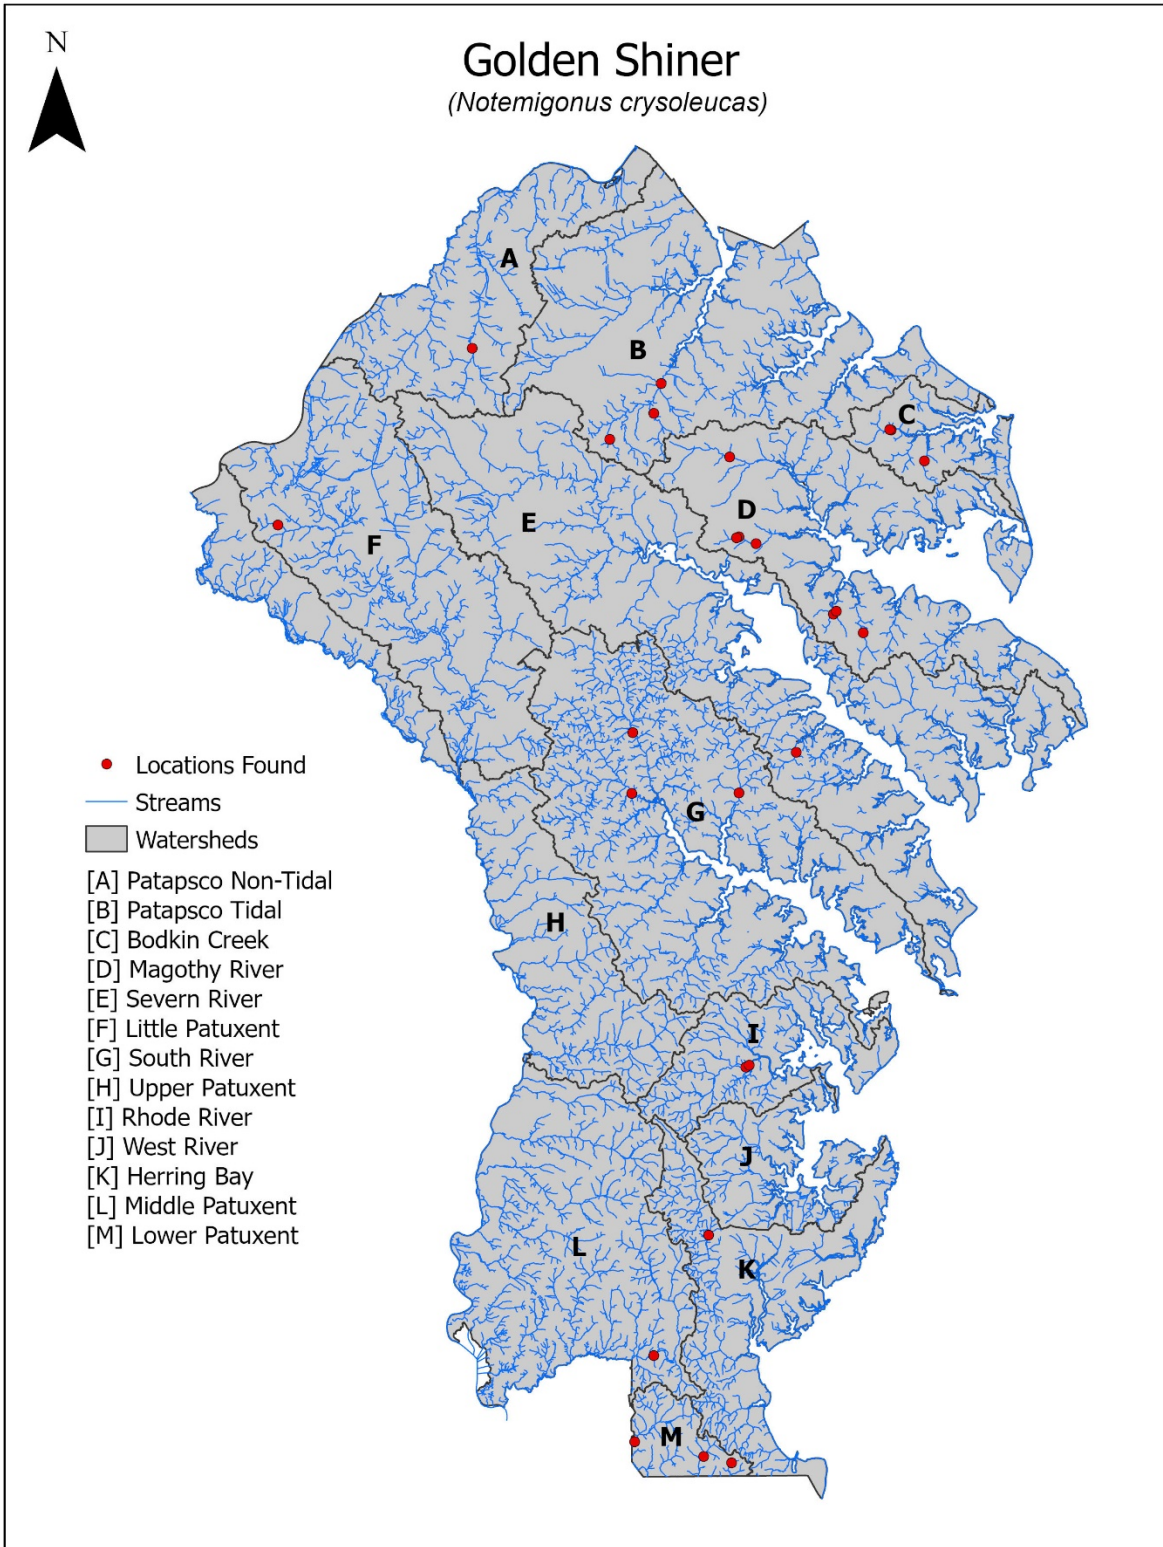 N
Golden Shiner
(Notemigonus crysoleucas)
A
B
C
D
E
F
G
H
I
J
K
L
M
Locations Found
Streams
Watersheds
[A] Patapsco Non-Tidal
[B] Patapsco Tidal
[C] Bodkin Creek
[D] Magothy River
[E] Severn River
[F] Little Patuxent
[G] South River
[H] Upper Patuxent
[I] Rhode River
[J] West River
[K] Herring Bay
[L] Middle Patuxent
[M] Lower Patuxent